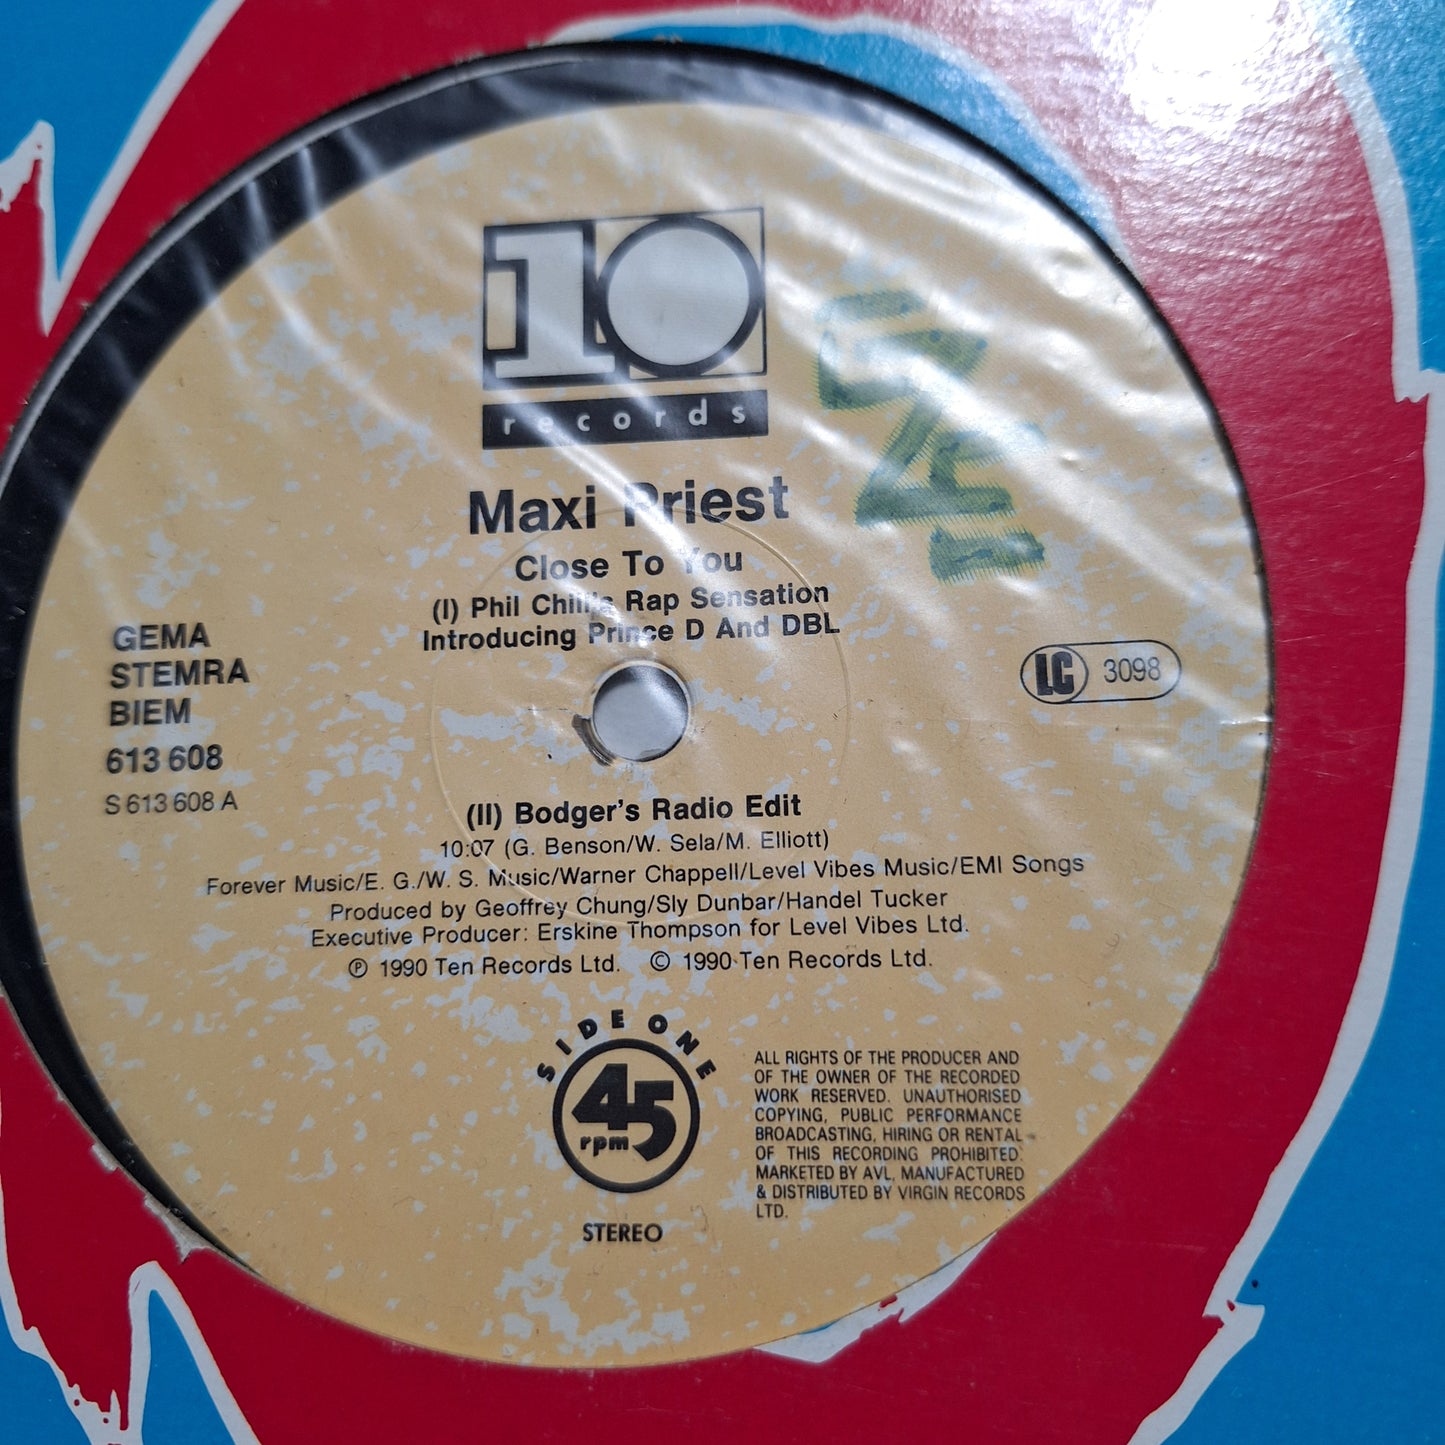 10
records
Maxi Priest
Close To You
(I) Phil Chill's Rap Sensation
Introducing Prince D And DBL
GEMA
STEMRA
BIEM
613 608
S 613 608 A
LC 3098
(II) Bodger's Radio Edit
10:07 (G. Benson/W. Sela/M. Elliott)
Forever Music/E. G./W. S. Music/Warner Chappell/Level Vibes Music/EMI Songs
Produced by Geoffrey Chung/Sly Dunbar/Handel Tucker
Executive Producer: Erskine Thompson for Level Vibes Ltd.
℗ 1990 Ten Records Ltd. © 1990 Ten Records Ltd.
SIDE ONE
45
rpm
STEREO
ALL RIGHTS OF THE PRODUCER AND
OF THE OWNER OF THE RECORDED
WORK RESERVED. UNAUTHORISED
COPYING, PUBLIC PERFORMANCE
BROADCASTING, HIRING OR RENTAL
OF THIS RECORDING PROHIBITED.
MARKETED BY AVL, MANUFACTURED
& DISTRIBUTED BY VIRGIN RECORDS
LTD.